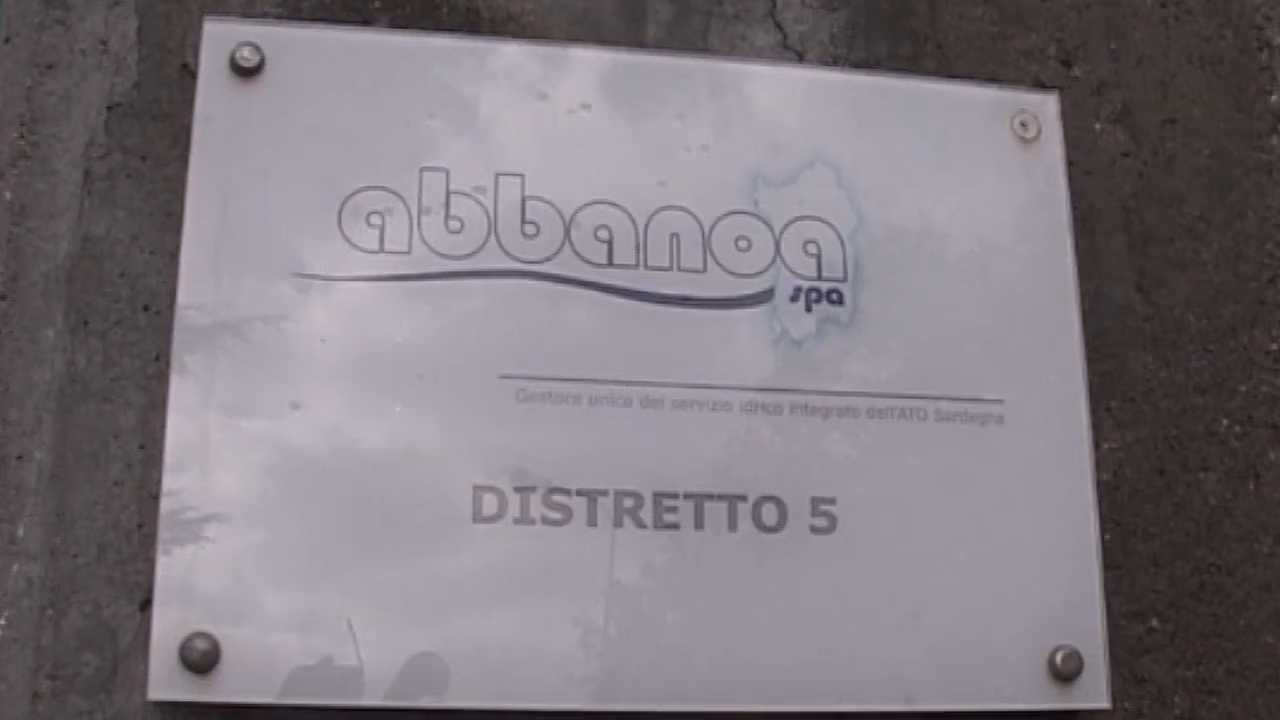 abbanoa
spa
Gestore unico del servizio idrico integrato dell'ATO Sardegna
DISTRETTO 5